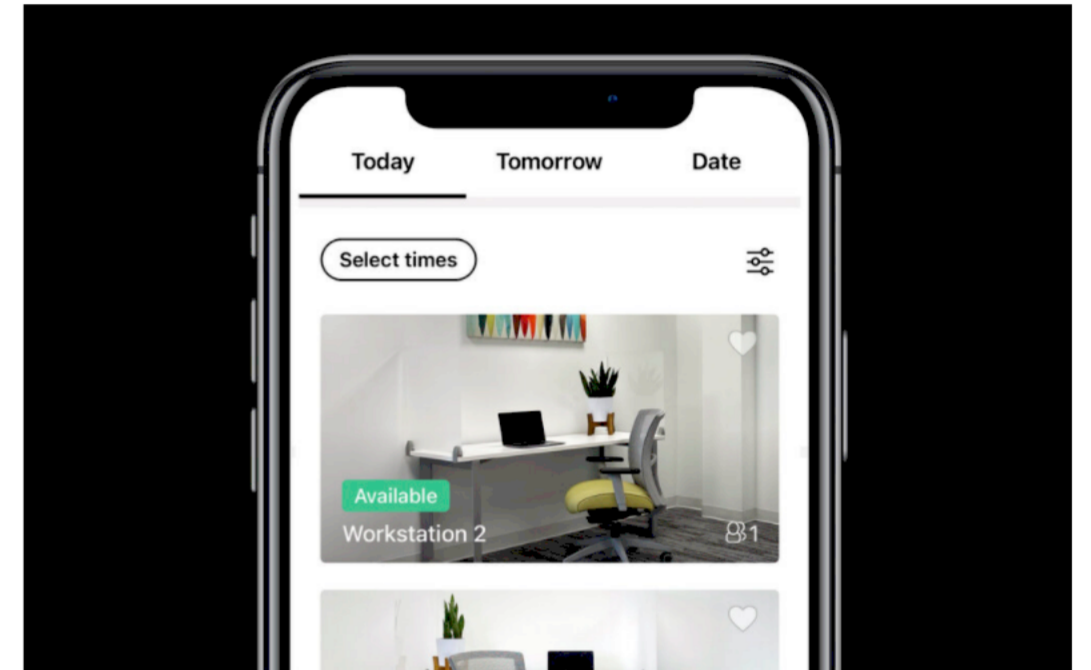 Today Tomorrow Date
Select times
Available
Workstation 2 1